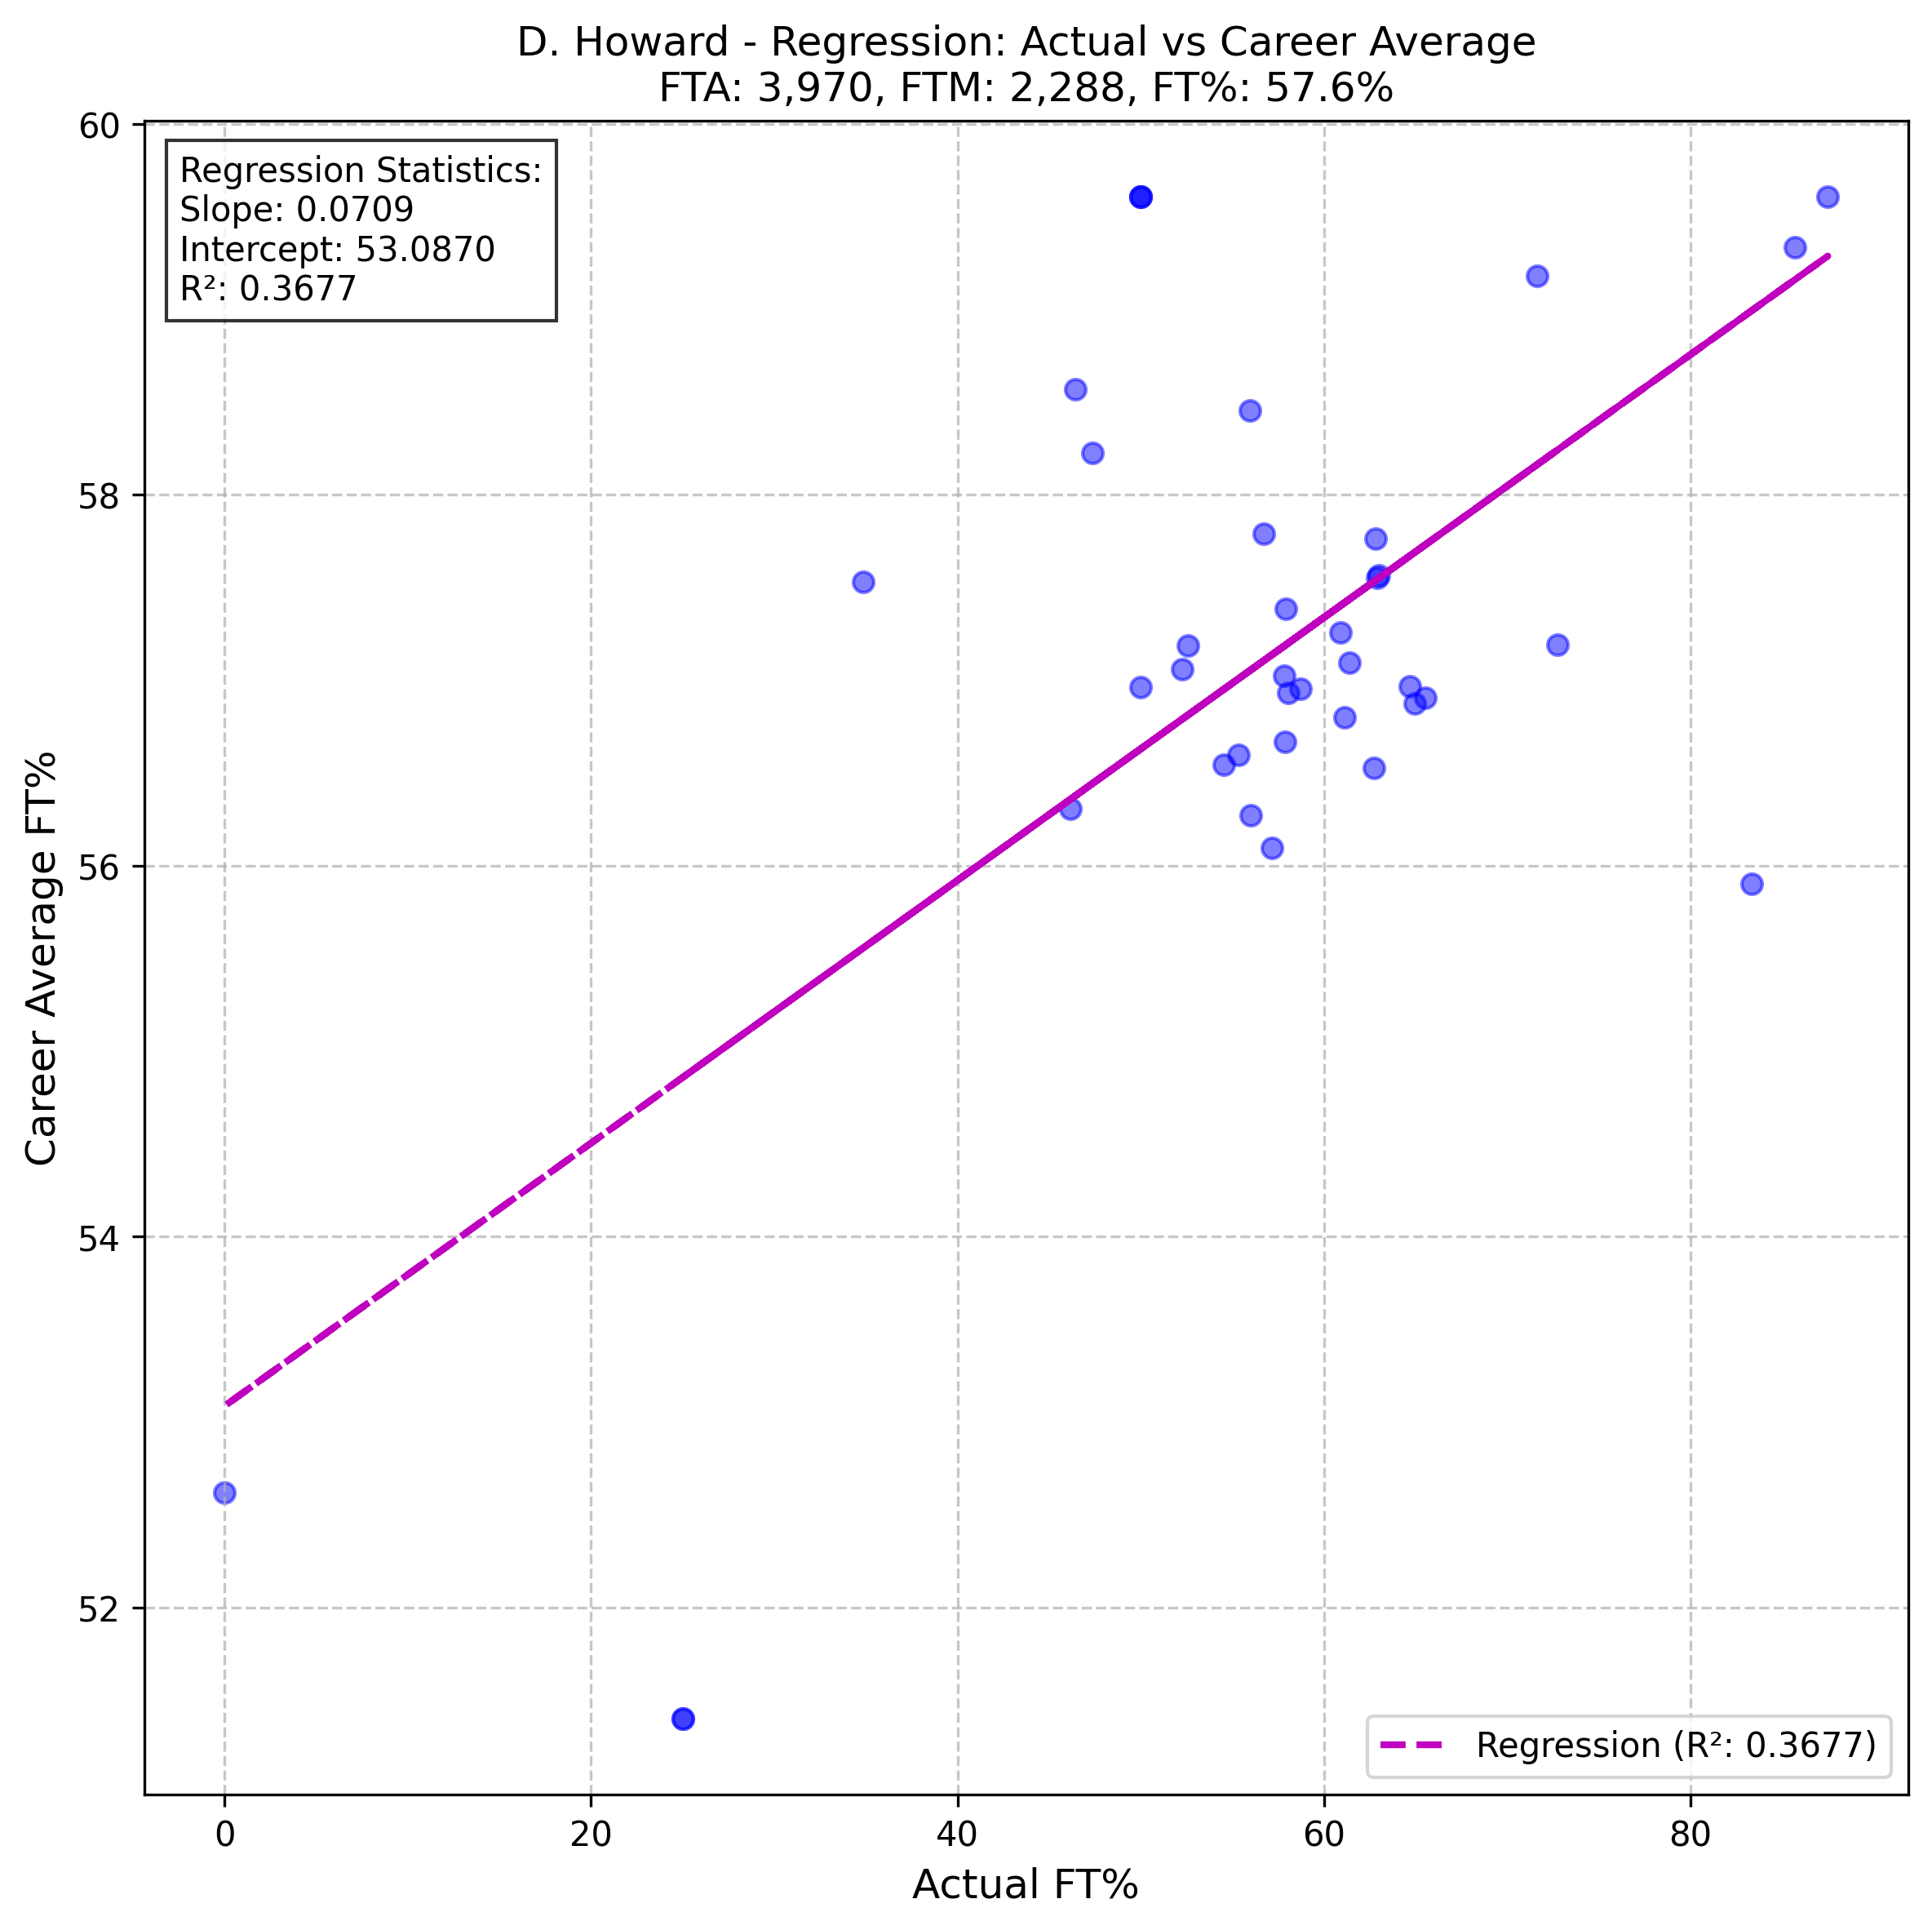 D. Howard - Regression: Actual vs Career Average
FTA: 3,970, FTM: 2,288, FT%: 57.6%
Regression Statistics:
Slope: 0.0709
Intercept: 53.0870
R²: 0.3677
60
58
56
54
52
Career Average FT%
Regression (R²: 0.3677)
0 20 40 60 80
Actual FT%